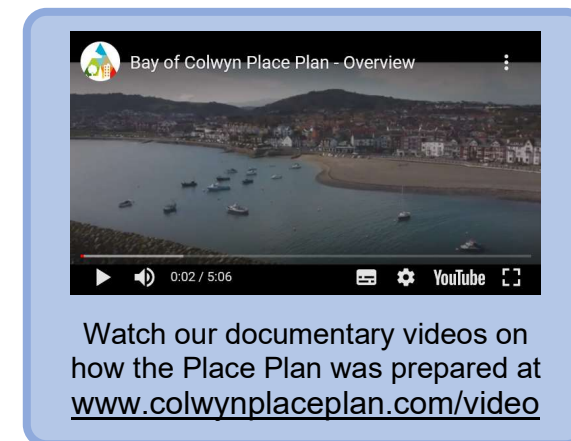 Bay of Colwyn Place Plan - Overview
0:02 / 5:06
YouTube
Watch our documentary videos on
how the Place Plan was prepared at
www.colwynplaceplan.com/video